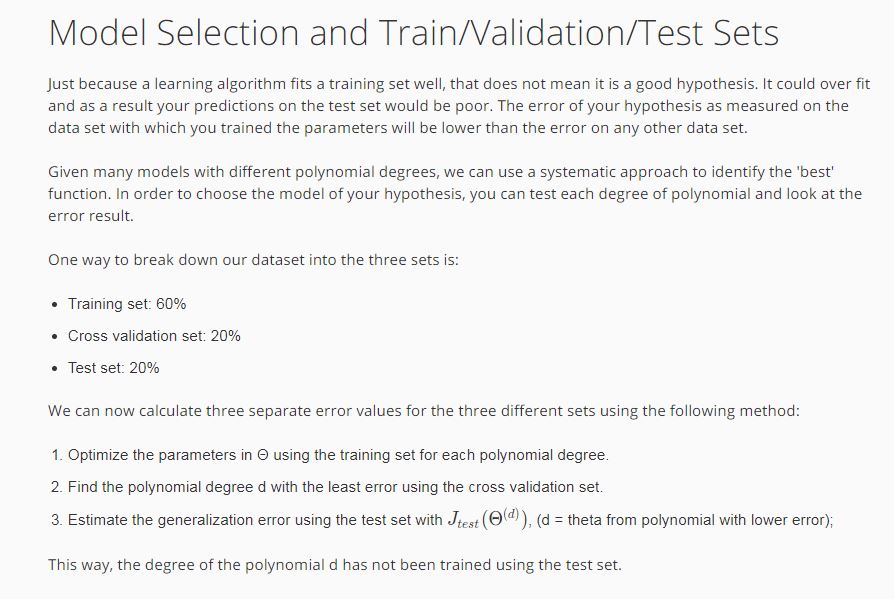 Model Selection and Train/Validation/Test Sets
Just because a learning algorithm fits a training set well, that does not mean it is a good hypothesis. It could over fit
and as a result your predictions on the test set would be poor. The error of your hypothesis as measured on the
data set with which you trained the parameters will be lower than the error on any other data set.
Given many models with different polynomial degrees, we can use a systematic approach to identify the 'best'
function. In order to choose the model of your hypothesis, you can test each degree of polynomial and look at the
error result.
One way to break down our dataset into the three sets is:
• Training set: 60%
• Cross validation set: 20%
• Test set: 20%
We can now calculate three separate error values for the three different sets using the following method:
1. Optimize the parameters in Θ using the training set for each polynomial degree.
2. Find the polynomial degree d with the least error using the cross validation set.
3. Estimate the generalization error using the test set with J_test(Θ^(d)), (d = theta from polynomial with lower error);
This way, the degree of the polynomial d has not been trained using the test set.